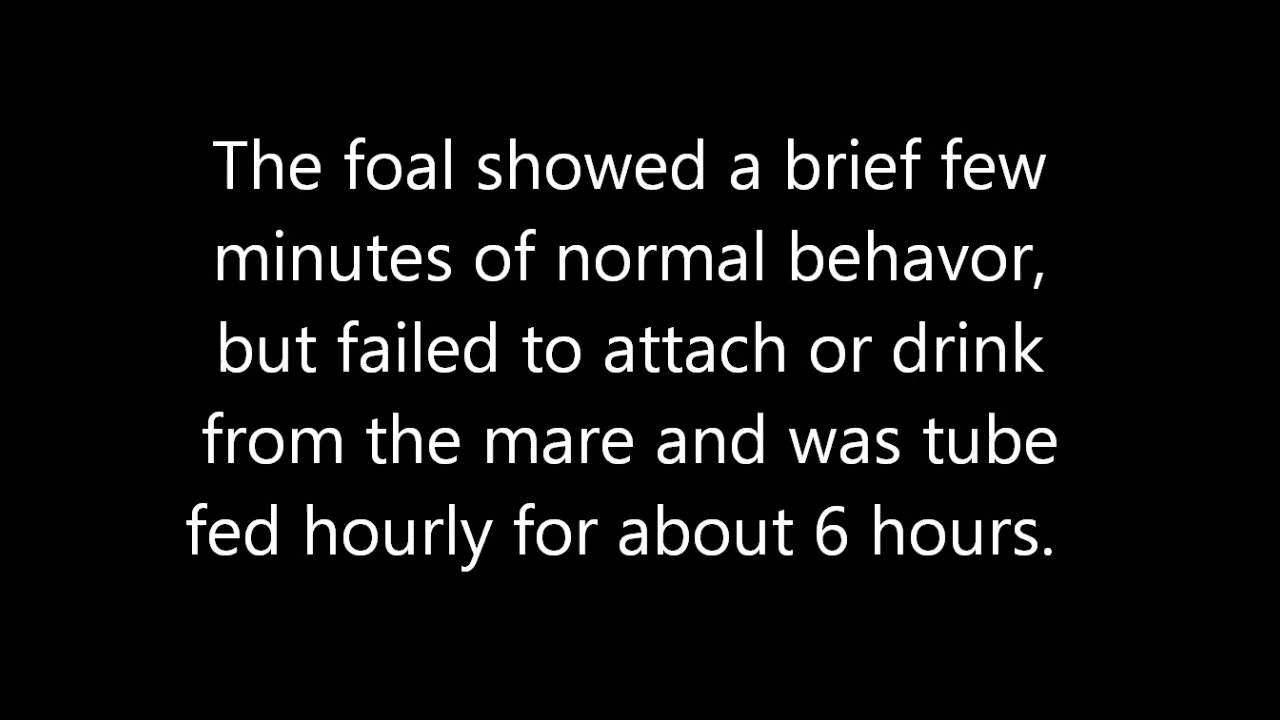 The foal showed a brief few
minutes of normal behavor,
but failed to attach or drink
from the mare and was tube
fed hourly for about 6 hours.